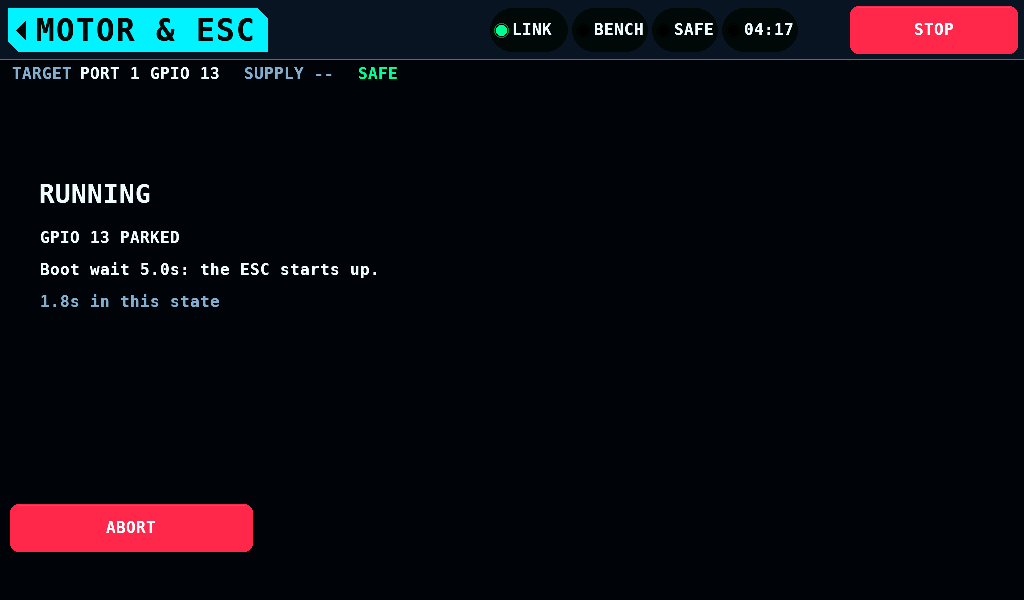 MOTOR & ESC
LINK
BENCH
SAFE
04:17
STOP
TARGET PORT 1 GPIO 13 SUPPLY -- SAFE
RUNNING
GPIO 13 PARKED
Boot wait 5.0s: the ESC starts up.
1.8s in this state
ABORT